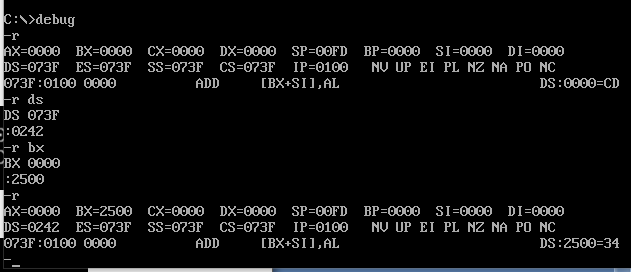 C:\>debug
-r
AX=0000  BX=0000  CX=0000  DX=0000  SP=00FD  BP=0000  SI=0000  DI=0000
DS=073F  ES=073F  SS=073F  CS=073F  IP=0100   NV UP EI PL NZ NA PO NC
073F:0100 0000          ADD     [BX+SI],AL                         DS:0000=CD
-r ds
DS 073F
:0242
-r bx
BX 0000
:2500
-r
AX=0000  BX=2500  CX=0000  DX=0000  SP=00FD  BP=0000  SI=0000  DI=0000
DS=0242  ES=073F  SS=073F  CS=073F  IP=0100   NV UP EI PL NZ NA PO NC
073F:0100 0000          ADD     [BX+SI],AL                         DS:2500=34
-_